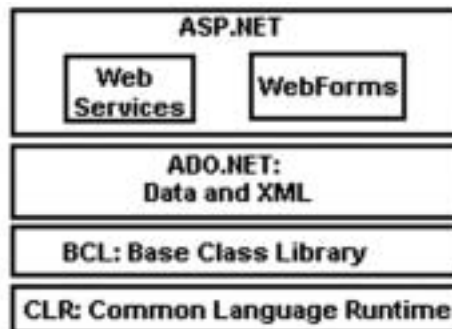 ASP.NET
Web
Services
WebForms
ADO.NET:
Data and XML
BCL: Base Class Library
CLR: Common Language Runtime